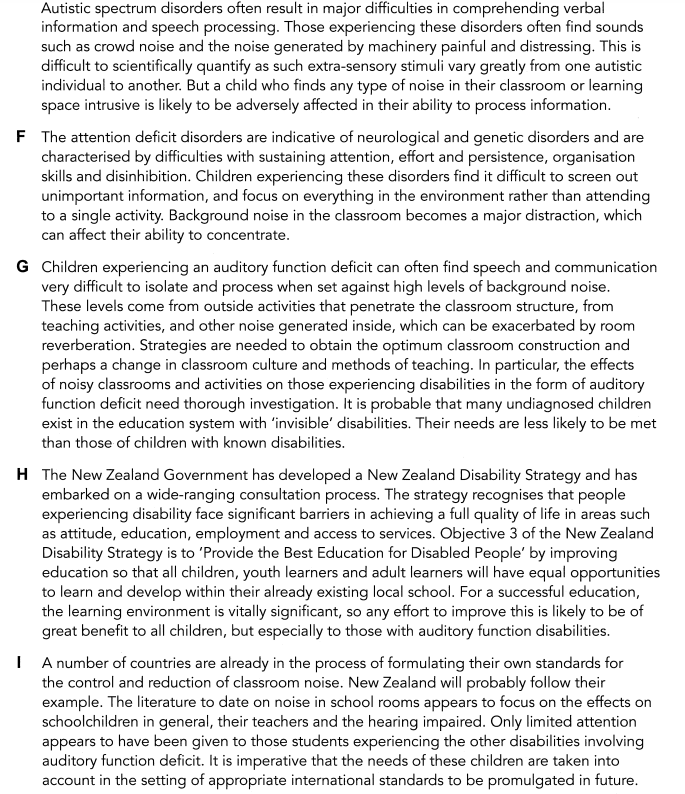 Autistic spectrum disorders often result in major difficulties in comprehending verbal
information and speech processing. Those experiencing these disorders often find sounds
such as crowd noise and the noise generated by machinery painful and distressing. This is
difficult to scientifically quantify as such extra-sensory stimuli vary greatly from one autistic
individual to another. But a child who finds any type of noise in their classroom or learning
space intrusive is likely to be adversely affected in their ability to process information.
F The attention deficit disorders are indicative of neurological and genetic disorders and are
characterised by difficulties with sustaining attention, effort and persistence, organisation
skills and disinhibition. Children experiencing these disorders find it difficult to screen out
unimportant information, and focus on everything in the environment rather than attending
to a single activity. Background noise in the classroom becomes a major distraction, which
can affect their ability to concentrate.
G Children experiencing an auditory function deficit can often find speech and communication
very difficult to isolate and process when set against high levels of background noise.
These levels come from outside activities that penetrate the classroom structure, from
teaching activities, and other noise generated inside, which can be exacerbated by room
reverberation. Strategies are needed to obtain the optimum classroom construction and
perhaps a change in classroom culture and methods of teaching. In particular, the effects
of noisy classrooms and activities on those experiencing disabilities in the form of auditory
function deficit need thorough investigation. It is probable that many undiagnosed children
exist in the education system with ‘invisible’ disabilities. Their needs are less likely to be met
than those of children with known disabilities.
H The New Zealand Government has developed a New Zealand Disability Strategy and has
embarked on a wide-ranging consultation process. The strategy recognises that people
experiencing disability face significant barriers in achieving a full quality of life in areas such
as attitude, education, employment and access to services. Objective 3 of the New Zealand
Disability Strategy is to ‘Provide the Best Education for Disabled People’ by improving
education so that all children, youth learners and adult learners will have equal opportunities
to learn and develop within their already existing local school. For a successful education,
the learning environment is vitally significant, so any effort to improve this is likely to be of
great benefit to all children, but especially to those with auditory function disabilities.
I A number of countries are already in the process of formulating their own standards for
the control and reduction of classroom noise. New Zealand will probably follow their
example. The literature to date on noise in school rooms appears to focus on the effects on
schoolchildren in general, their teachers and the hearing impaired. Only limited attention
appears to have been given to those students experiencing the other disabilities involving
auditory function deficit. It is imperative that the needs of these children are taken into
account in the setting of appropriate international standards to be promulgated in future.